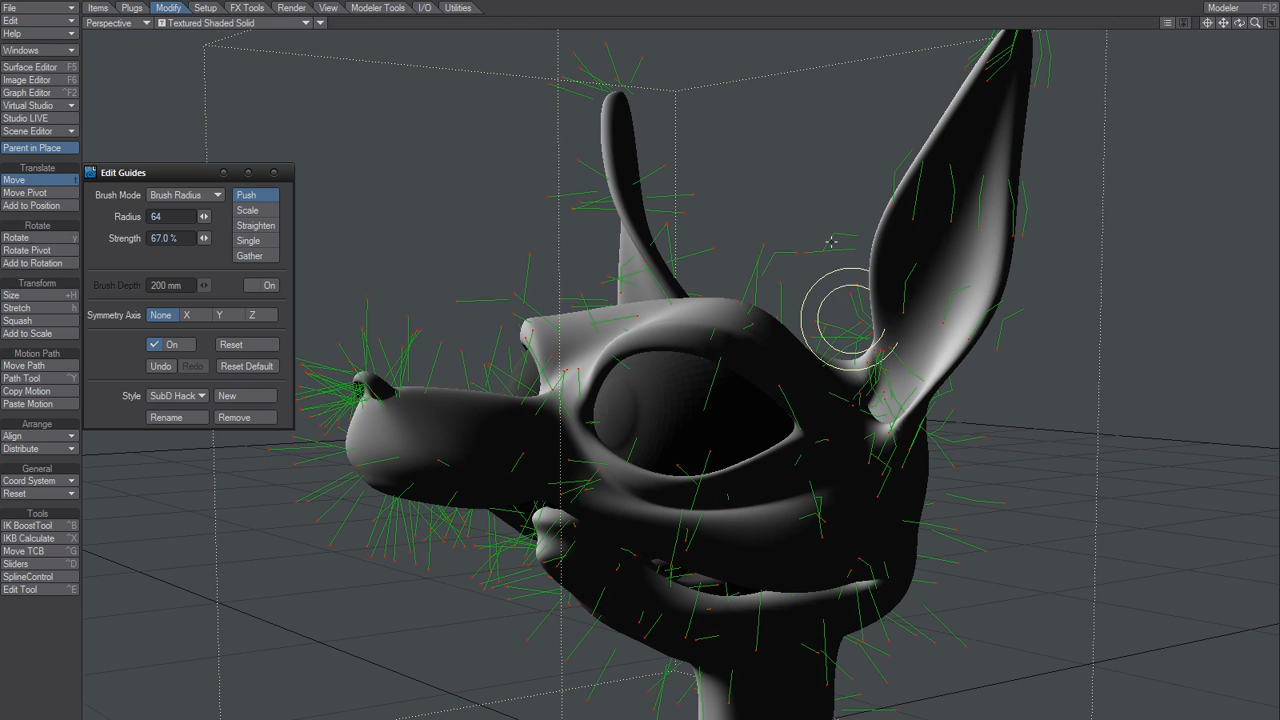 File
Items Plugs Modify Setup FX Tools Render View Modeler Tools I/O Utilities
Modeler F12
Edit
Perspective T Textured Shaded Solid
Help
Windows
Surface Editor F5
Image Editor F6
Graph Editor ^F2
Virtual Studio
Studio LIVE
Scene Editor
Parent in Place
Translate
Move t
Move Pivot
Add to Position
Rotate
Rotate y
Rotate Pivot
Add to Rotation
Transform
Size +H
Stretch h
Squash
Add to Scale
Motion Path
Move Path
Path Tool ^Y
Copy Motion
Paste Motion
Arrange
Align
Distribute
General
Coord System
Reset
Tools
IK BoostTool ^B
IKB Calculate ^X
Move TCB ^G
Sliders ^D
SplineControl
Edit Tool ^E
Edit Guides
Brush Mode Brush Radius Push
Scale
Radius 64
Straighten
Strength 67.0 %
Single
Gather
Brush Depth 200 mm On
Symmetry Axis None X Y Z
On Reset
Undo Redo Reset Default
Style SubD Hack New
Rename Remove